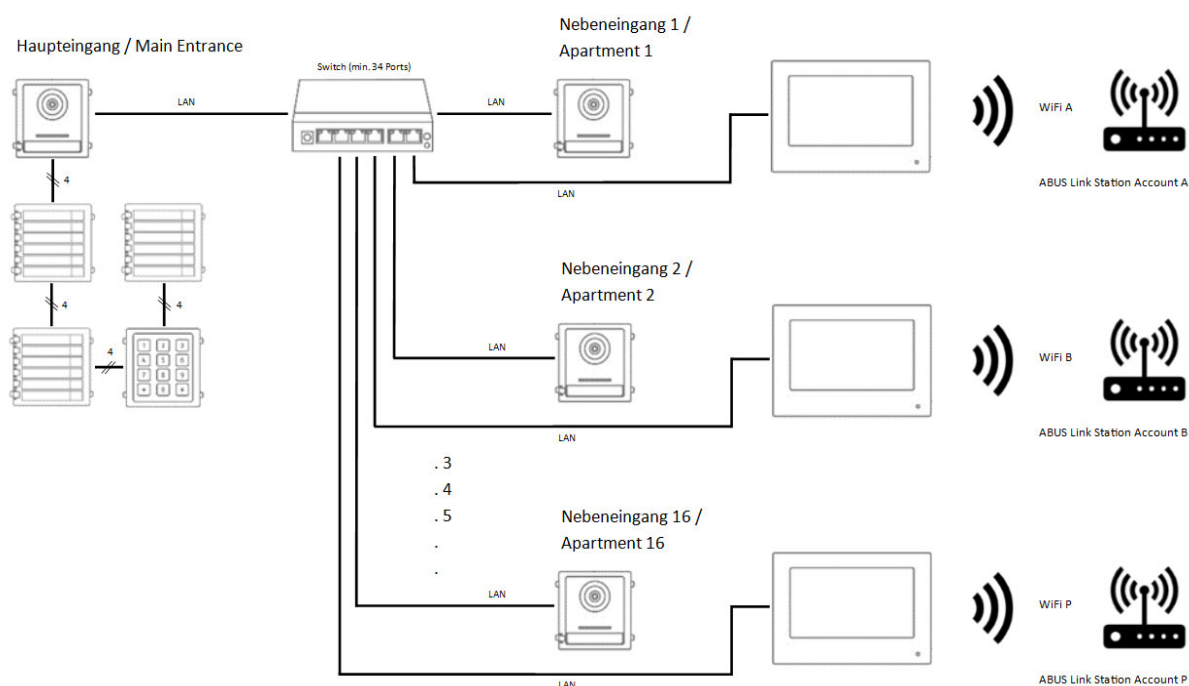 Haupteingang / Main Entrance
LAN
4
4
4
4
1 2 3
4 5 6
7 8 9
Switch (min. 34 Ports)
LAN
Nebeneingang 1 /
Apartment 1
LAN
WiFi A
ABUS Link Station Account A
Nebeneingang 2 /
Apartment 2
LAN
LAN
WiFi B
ABUS Link Station Account B
. 3
. 4
. 5
.
.
Nebeneingang 16 /
Apartment 16
LAN
LAN
WiFi P
ABUS Link Station Account P